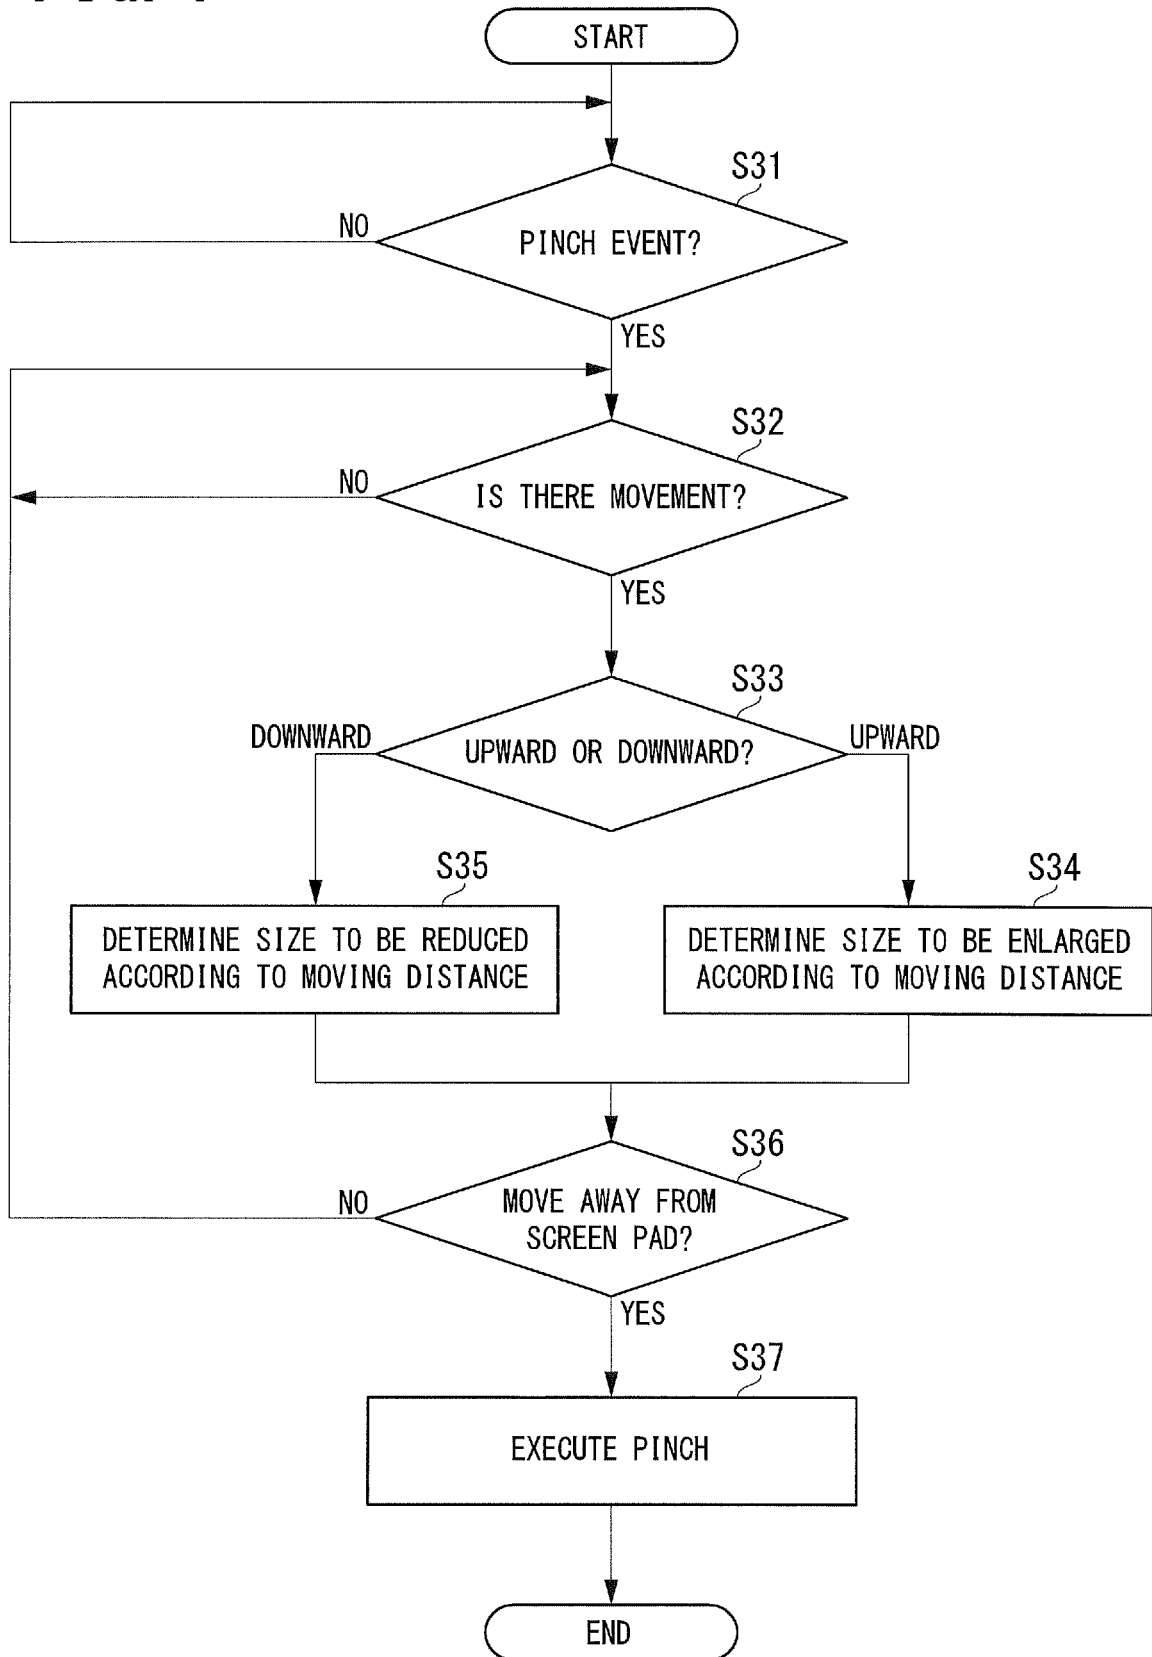 START
S31
NO
PINCH EVENT?
YES
S32
NO
IS THERE MOVEMENT?
YES
S33
DOWNWARD
UPWARD OR DOWNWARD?
UPWARD
S35
S34
DETERMINE SIZE TO BE REDUCED
ACCORDING TO MOVING DISTANCE
DETERMINE SIZE TO BE ENLARGED
ACCORDING TO MOVING DISTANCE
S36
NO
MOVE AWAY FROM
SCREEN PAD?
YES
S37
EXECUTE PINCH
END